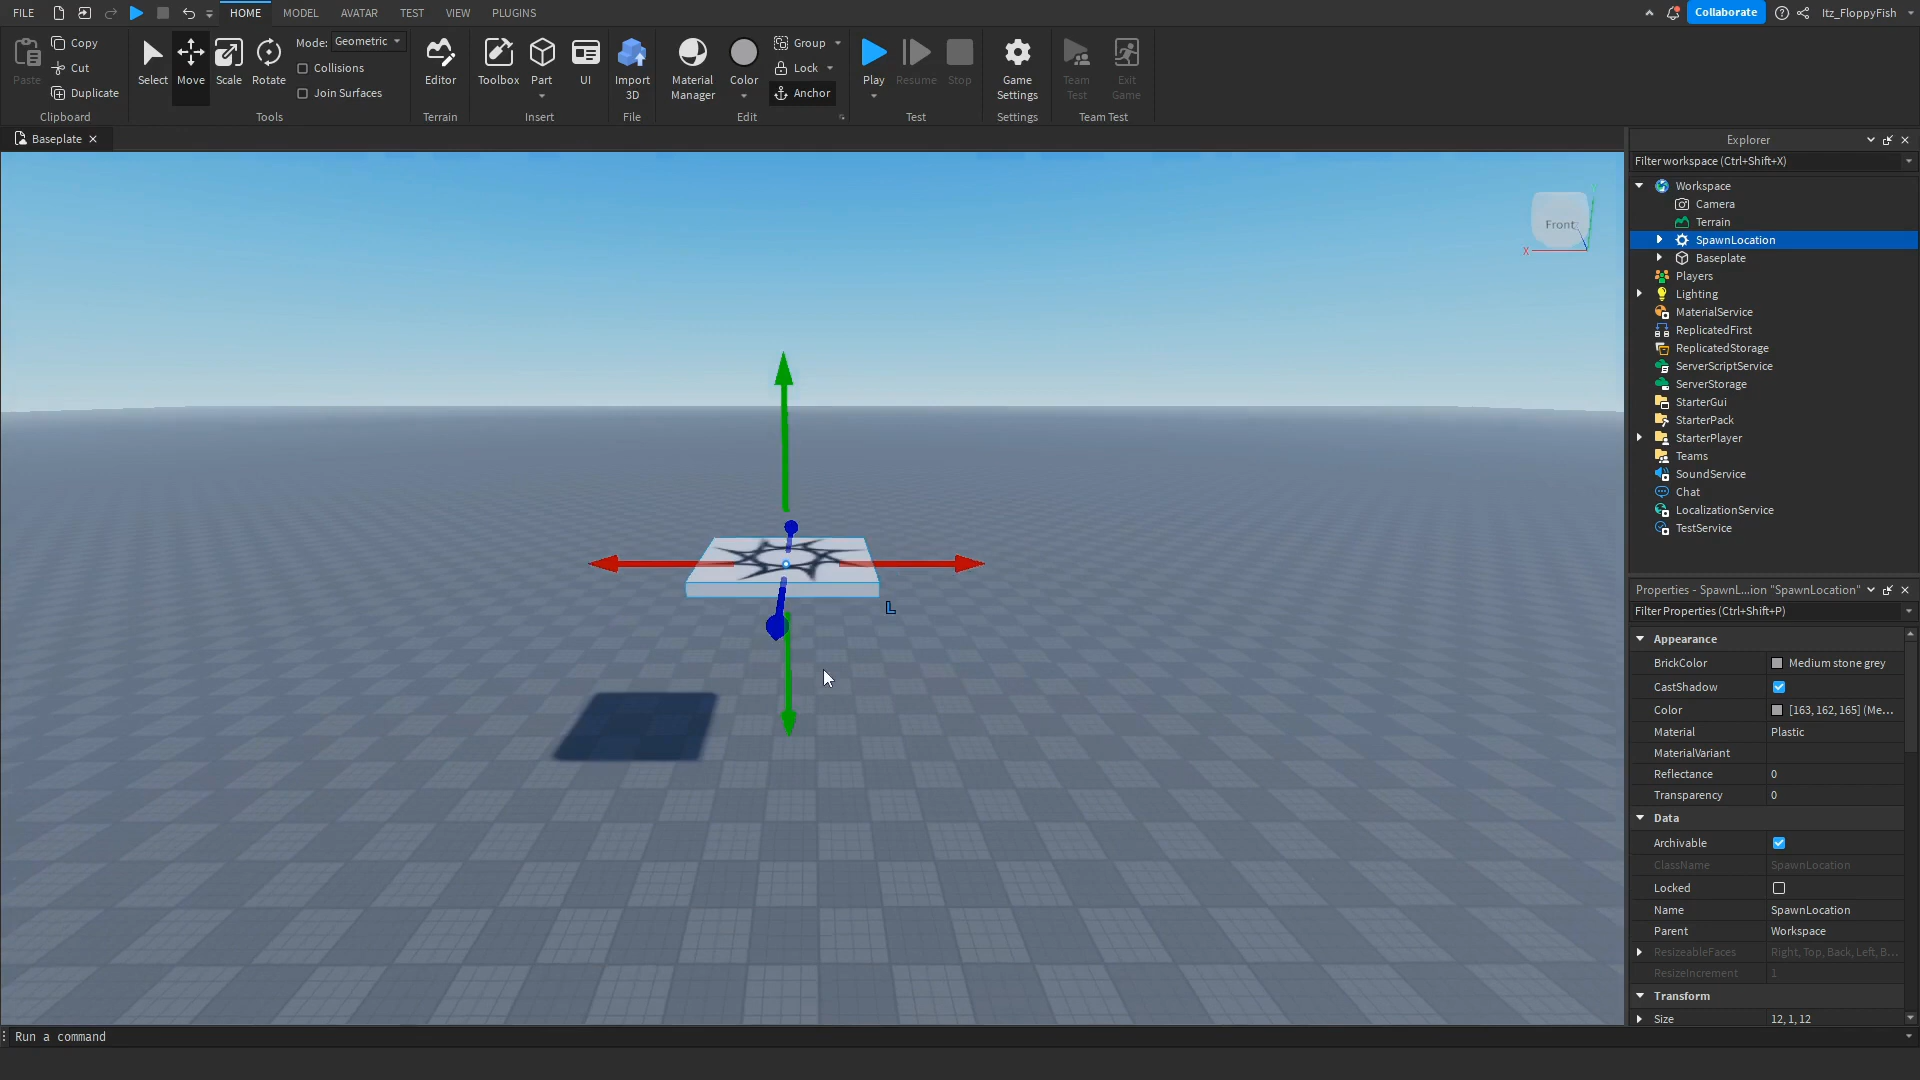 FILE HOME MODEL AVATAR TEST VIEW PLUGINS Collaborate Itz_FloppyFish
Paste Copy Cut Duplicate Clipboard
Select Move Scale Rotate Mode: Geometric Collisions Join Surfaces Tools
Editor Terrain
Toolbox Part UI Insert
Import 3D File
Material Manager Color Group Lock Anchor Edit
Play Resume Stop Test
Game Settings Settings
Team Test Exit Game Team Test
Baseplate
Front
X
L
Explorer
Filter workspace (Ctrl+Shift+X)
Workspace
Camera
Terrain
SpawnLocation
Baseplate
Players
Lighting
MaterialService
ReplicatedFirst
ReplicatedStorage
ServerScriptService
ServerStorage
StarterGui
StarterPack
StarterPlayer
Teams
SoundService
Chat
LocalizationService
TestService
Properties - SpawnL...ion "SpawnLocation"
Filter Properties (Ctrl+Shift+P)
Appearance
BrickColor Medium stone grey
CastShadow
Color [163, 162, 165] (Me...
Material Plastic
MaterialVariant
Reflectance 0
Transparency 0
Data
Archivable
ClassName SpawnLocation
Locked
Name SpawnLocation
Parent Workspace
ResizeableFaces Right, Top, Back, Left, B...
ResizeIncrement 1
Transform
Size 12, 1, 12
Run a command